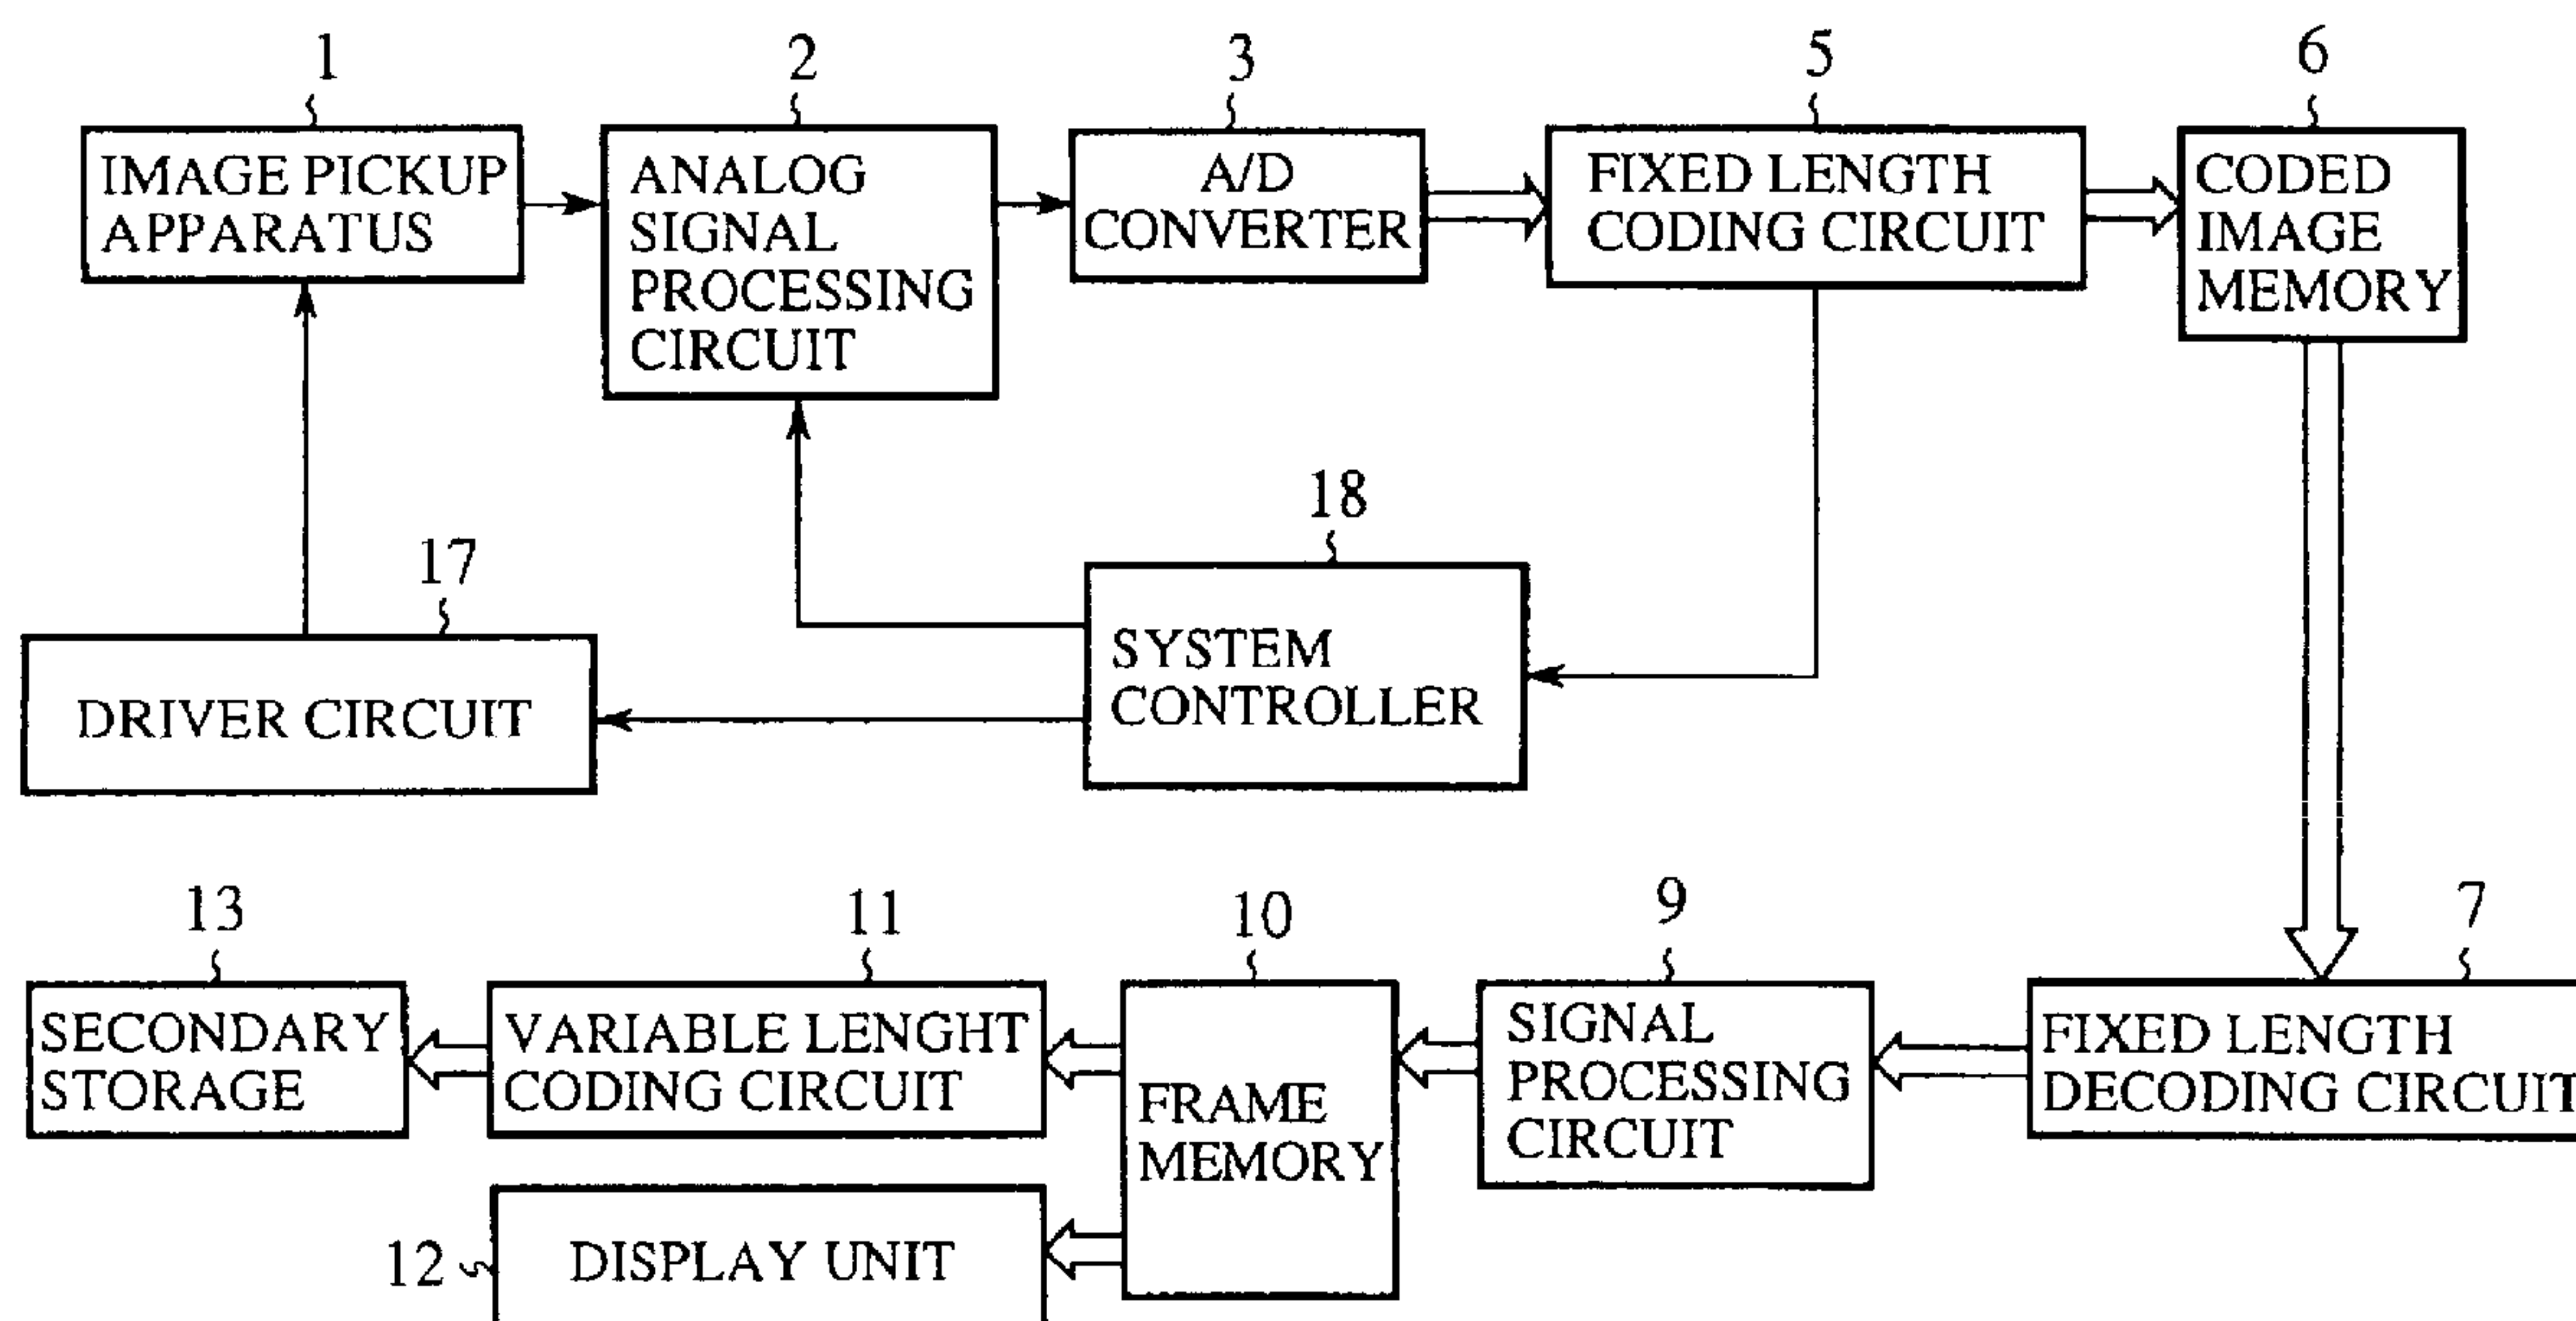 1
2
3
5
6
IMAGE PICKUP
APPARATUS
ANALOG
SIGNAL
PROCESSING
CIRCUIT
A/D
CONVERTER
FIXED LENGTH
CODING CIRCUIT
CODED
IMAGE
MEMORY
17
18
DRIVER CIRCUIT
SYSTEM
CONTROLLER
13
11
10
9
7
SECONDARY
STORAGE
VARIABLE LENGHT
CODING CIRCUIT
FRAME
MEMORY
SIGNAL
PROCESSING
CIRCUIT
FIXED LENGTH
DECODING CIRCUIT
12
DISPLAY UNIT